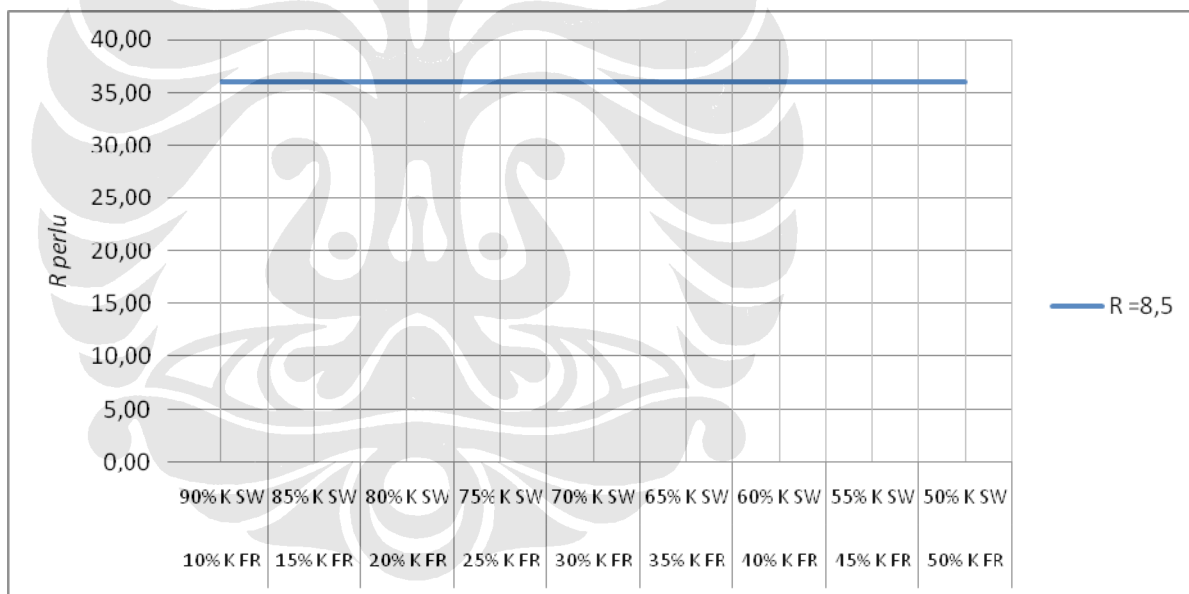 40,00
35,00
30,00
25,00
20,00
15,00
10,00
5,00
0,00
R perlu
90% K SW 85% K SW 80% K SW 75% K SW 70% K SW 65% K SW 60% K SW 55% K SW 50% K SW
10% K FR 15% K FR 20% K FR 25% K FR 30% K FR 35% K FR 40% K FR 45% K FR 50% K FR
R =8,5